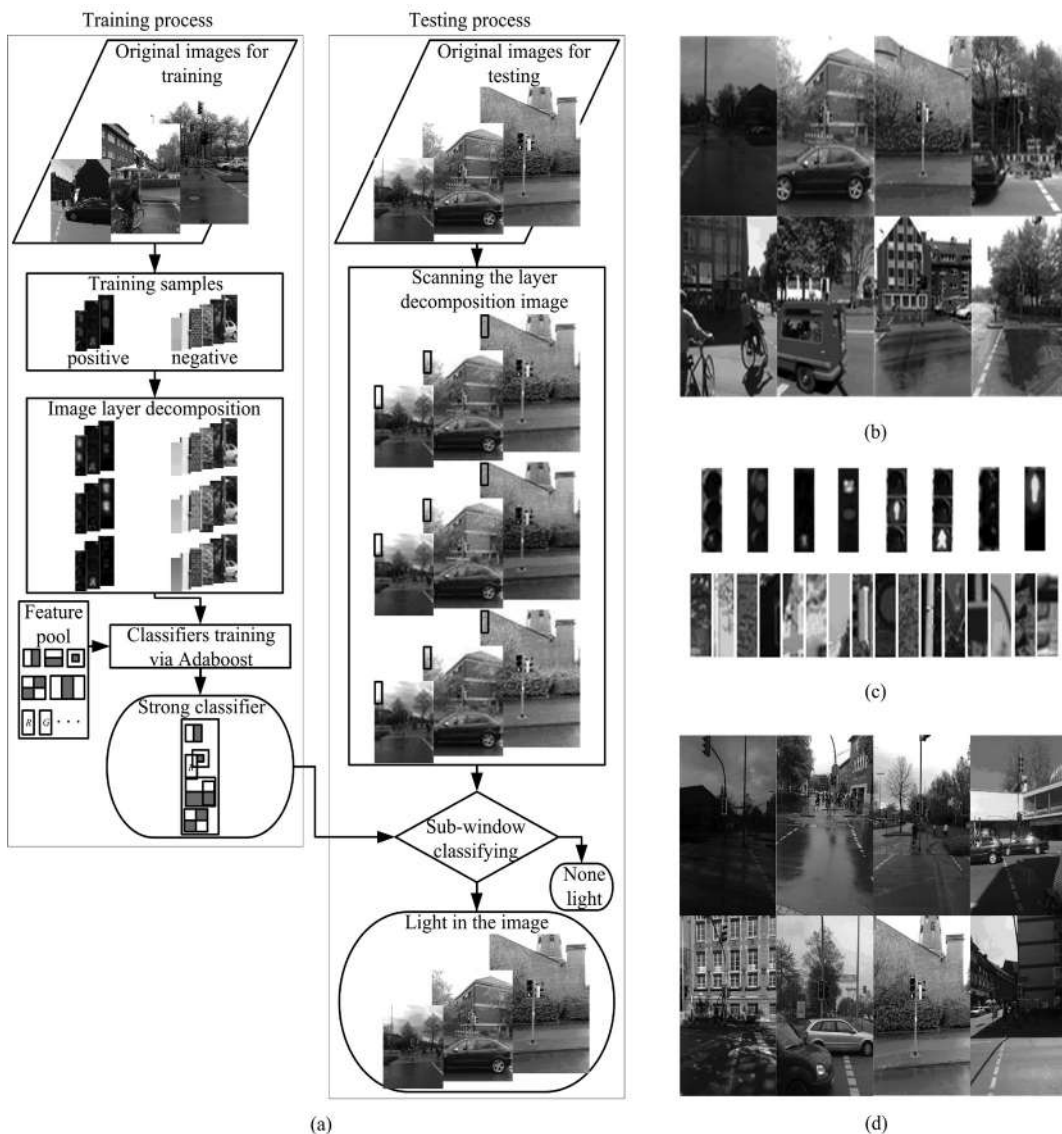 Training process
Testing process
Original images for
training
Original images for
testing
Training samples
positive
negative
Scanning the layer
decomposition image
Image layer decomposition
Feature
pool
R
G
...
Classifiers training
via Adaboost
Strong classifier
Sub-window
classifying
None
light
Light in the image
(a)
(b)
(c)
(d)